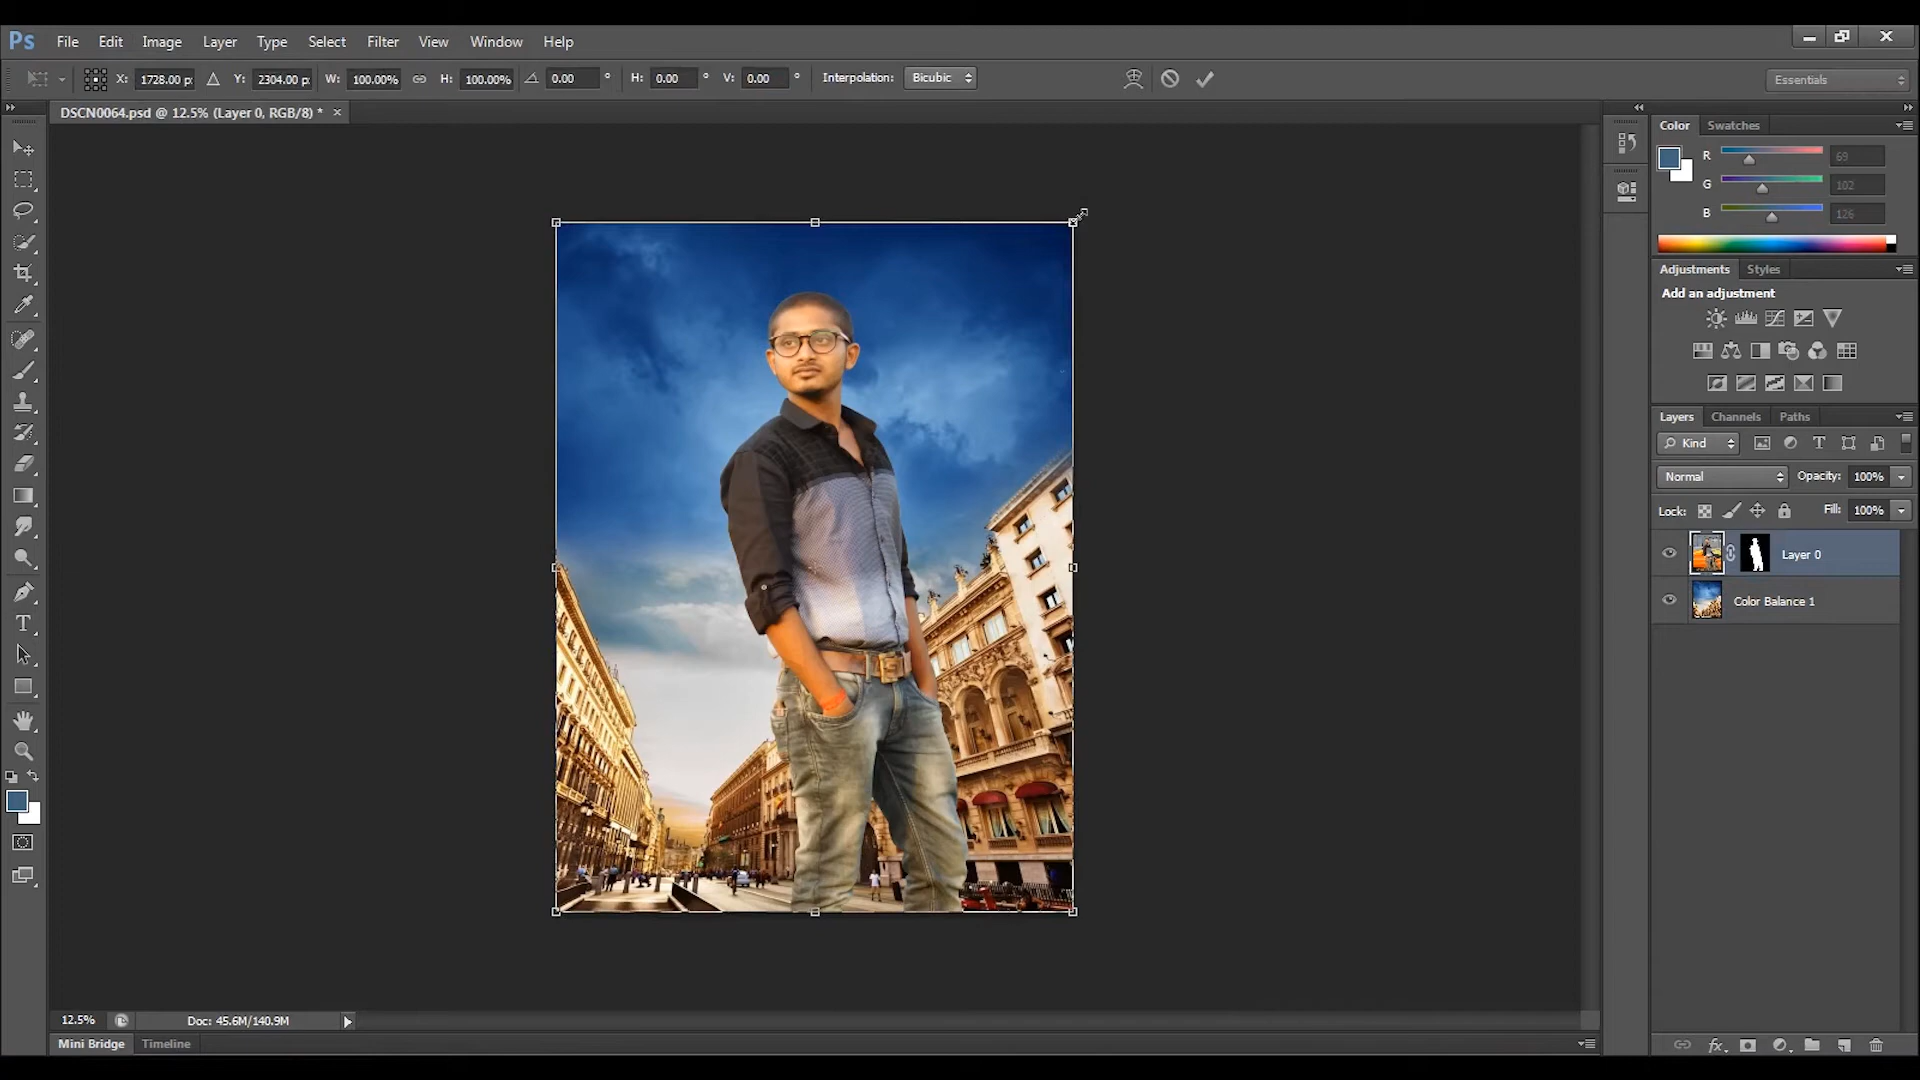 Ps File Edit Image Layer Type Select Filter View Window Help
X: 1728.00 p: Y: 2304.00 p: W: 100.00% H: 100.00% 0.00 ° H: 0.00 ° V: 0.00 ° Interpolation: Bicubic Essentials
DSCN0064.psd @ 12.5% (Layer 0, RGB/8) * ×
Color Swatches
R 69
G 102
B 126
Adjustments Styles
Add an adjustment
Layers Channels Paths
Kind
Normal Opacity: 100%
Lock: Fill: 100%
Layer 0
Color Balance 1
fx
12.5% Doc: 45.6M/140.9M
Mini Bridge Timeline